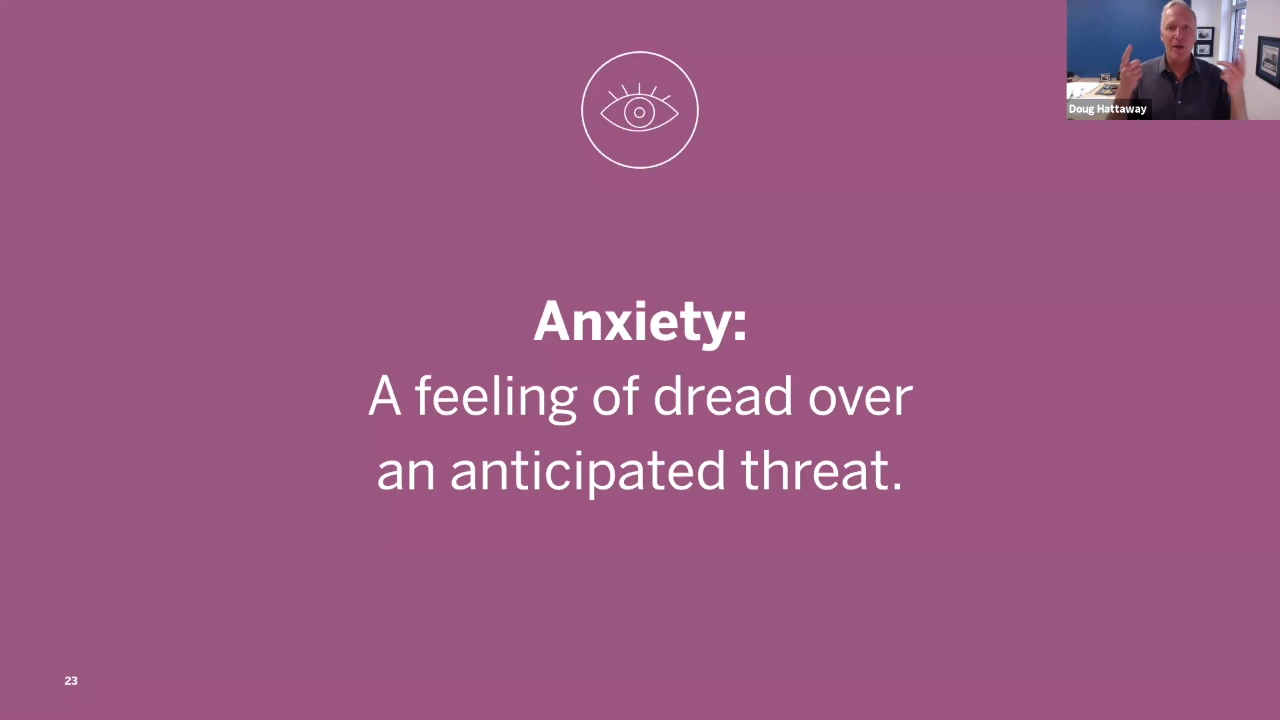 Doug Hattaway
Anxiety:
A feeling of dread over
an anticipated threat.
23